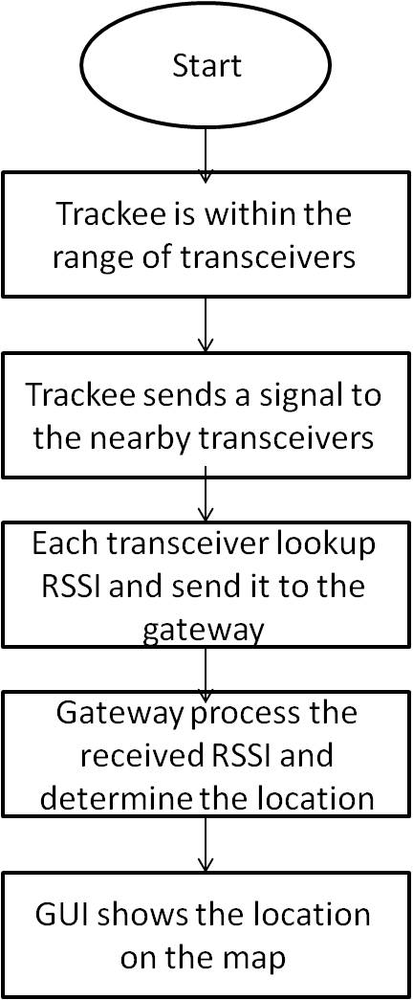 Start
Trackee is within the
range of transceivers
Trackee sends a signal to
the nearby transceivers
Each transceiver lookup
RSSI and send it to the
gateway
Gateway process the
received RSSI and
determine the location
GUI shows the location
on the map